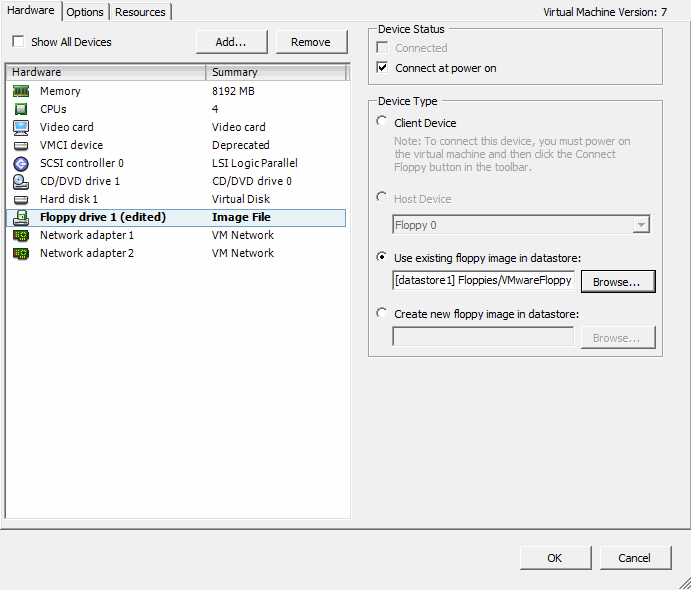 Hardware Options Resources Virtual Machine Version: 7
Show All Devices Add... Remove
Hardware Summary
Memory 8192 MB
CPUs 4
Video card Video card
VMCI device Deprecated
SCSI controller 0 LSI Logic Parallel
CD/DVD drive 1 CD/DVD drive 0
Hard disk 1 Virtual Disk
Floppy drive 1 (edited) Image File
Network adapter 1 VM Network
Network adapter 2 VM Network
Device Status
Connected
Connect at power on
Device Type
Client Device
Note: To connect this device, you must power on
the virtual machine and then click the Connect
Floppy button in the toolbar.
Host Device
Floppy 0
Use existing floppy image in datastore:
[datastore1] Floppies/VMwareFloppy Browse...
Create new floppy image in datastore:
Browse...
OK Cancel